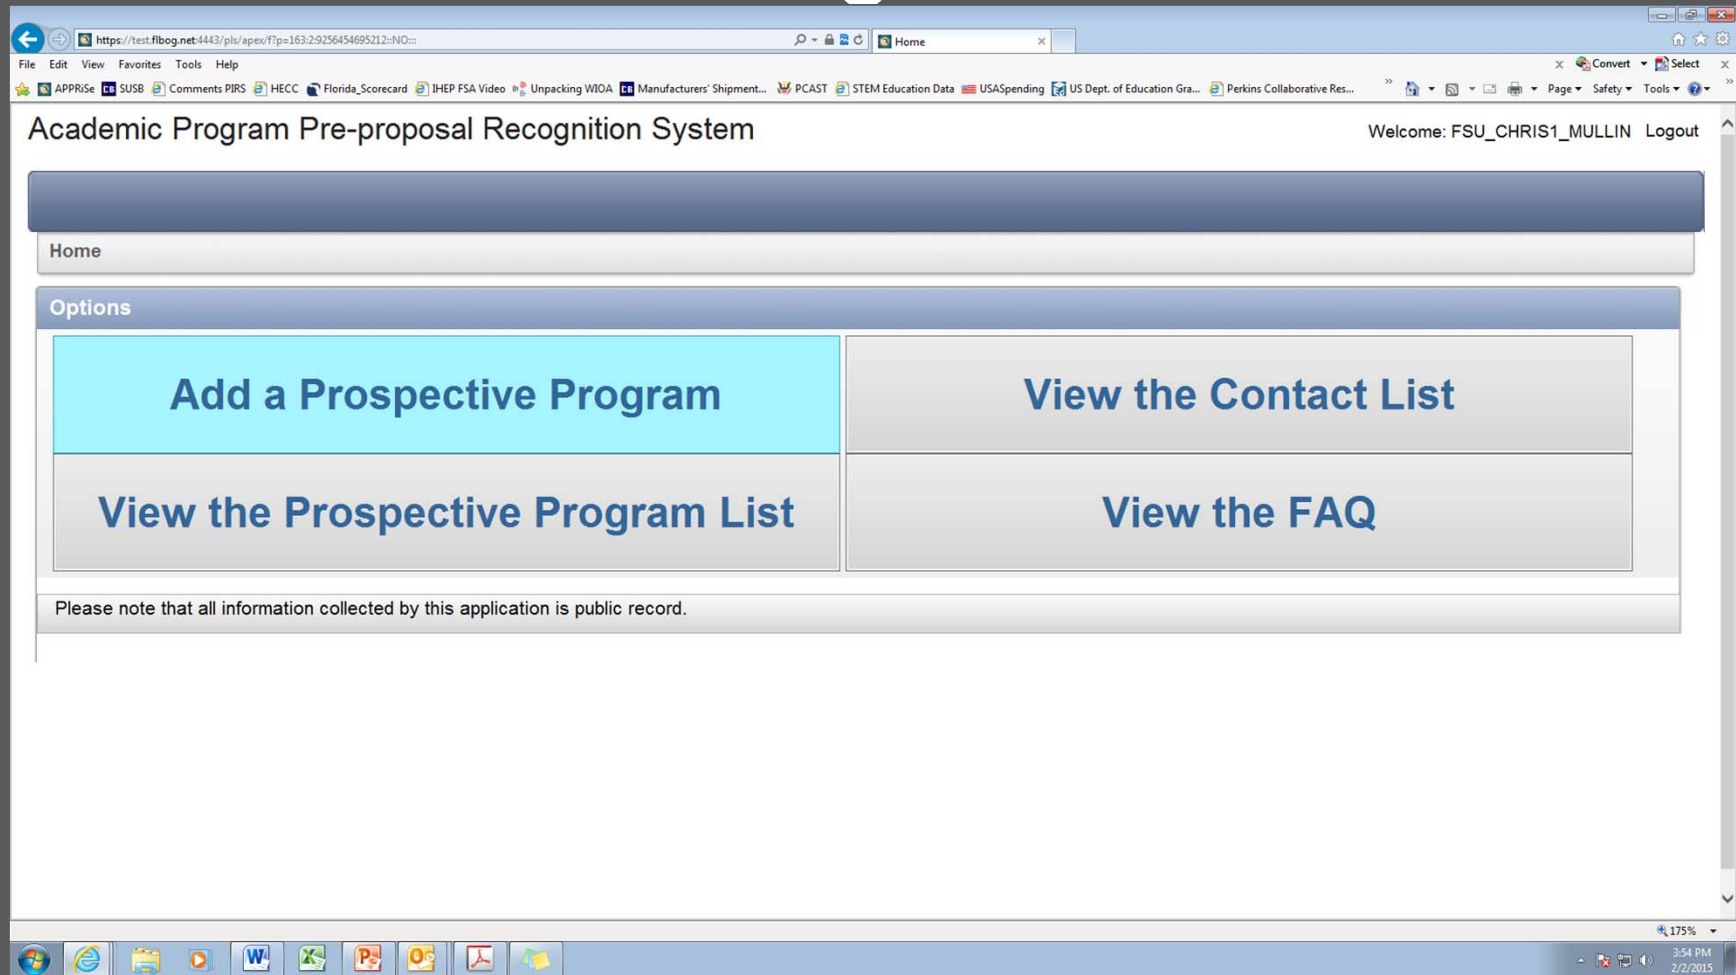 https://test.flbog.net:4443/pls/apex/f?p=163:2:9256454695212::NO:::
Home
File Edit View Favorites Tools Help
Convert Select
APPRiSe SUSB Comments PIRS HECC Florida_Scorecard IHEP FSA Video Unpacking WIOA Manufacturers' Shipment... PCAST STEM Education Data USASpending US Dept. of Education Gra... Perkins Collaborative Res... Page Safety Tools
Academic Program Pre-proposal Recognition System
Welcome: FSU_CHRIS1_MULLIN Logout
Home
Options
Add a Prospective Program
View the Contact List
View the Prospective Program List
View the FAQ
Please note that all information collected by this application is public record.
175%
3:54 PM
2/2/2015